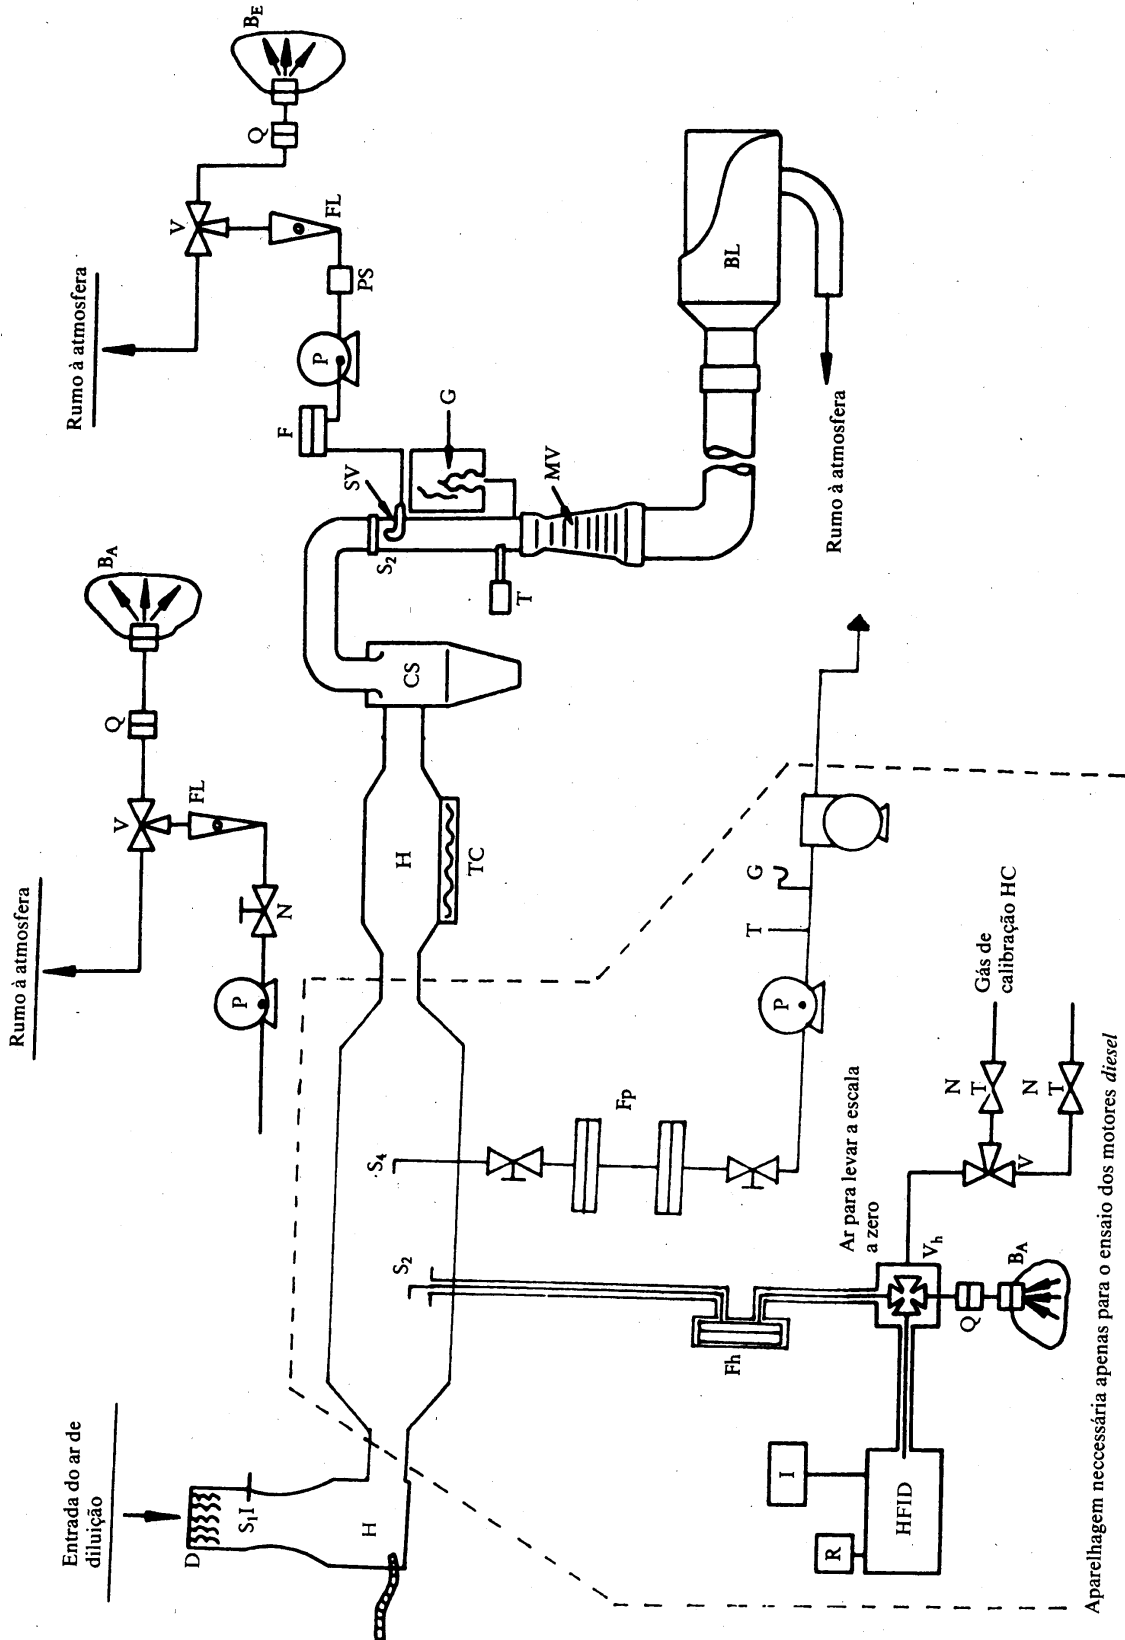 Entrada do ar de
diluição
D
S1I
H
Rumo à atmosfera
P
N
FL
V
Q
BA
Rumo à atmosfera
V
FL
PS
P
F
Q
BE
G
SV
S2
MV
T
CS
H
TC
BL
Rumo à atmosfera
S4
Fp
P
T
G
S2
Fh
Ar para levar a escala
a zero
Vh
BA
Q
V
N
T
N
T
Gás de
calibração HC
R
I
HFID
Aparelhagem neccessária apenas para o ensaio dos motores diesel